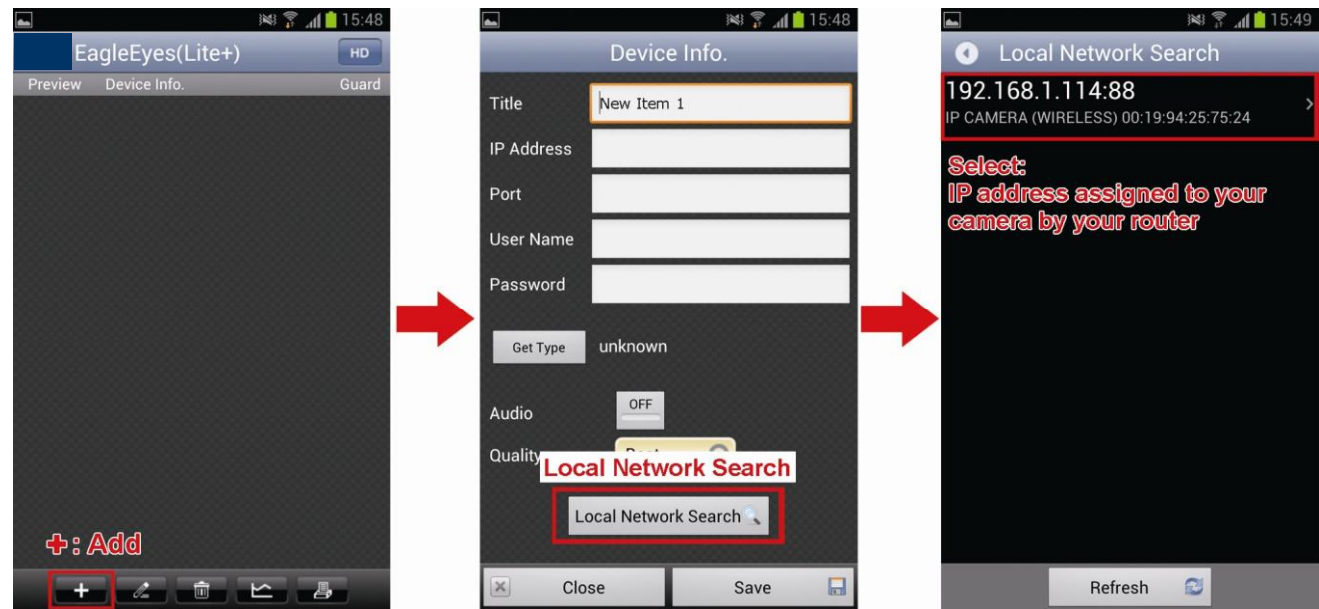 15:48
EagleEyes(Lite+)
HD
Preview Device Info. Guard
+: Add
15:48
Device Info.
Title New Item 1
IP Address
Port
User Name
Password
Get Type unknown
Audio OFF
Quality
Local Network Search
Local Network Search
Close Save
15:49
Local Network Search
192.168.1.114:88
IP CAMERA (WIRELESS) 00:19:94:25:75:24
Select:
IP address assigned to your
camera by your router
Refresh